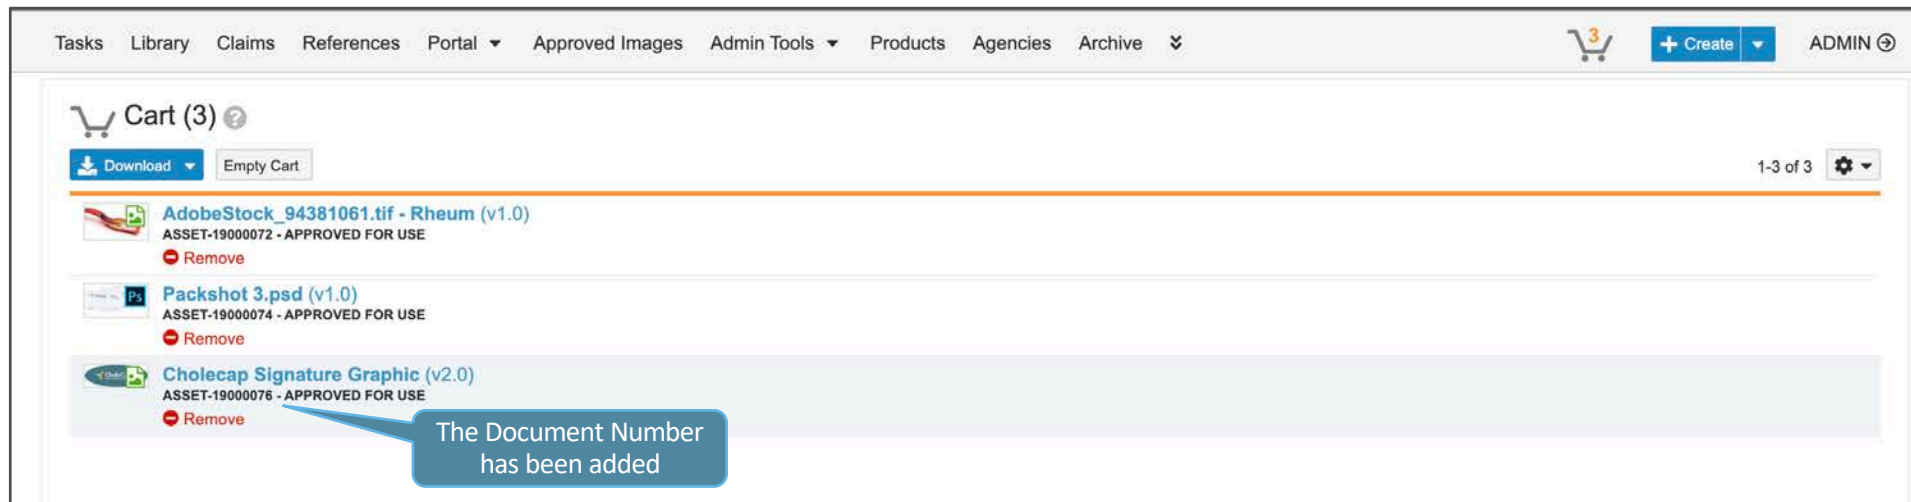 Tasks Library Claims References Portal Approved Images Admin Tools Products Agencies Archive 3 + Create ADMIN
Cart (3) ?
Download Empty Cart 1-3 of 3
AdobeStock_94381061.tif - Rheum (v1.0)
ASSET-19000072 - APPROVED FOR USE
Remove
Ps Packshot 3.psd (v1.0)
ASSET-19000074 - APPROVED FOR USE
Remove
Cholecap Signature Graphic (v2.0)
ASSET-19000076 - APPROVED FOR USE
Remove
The Document Number
has been added